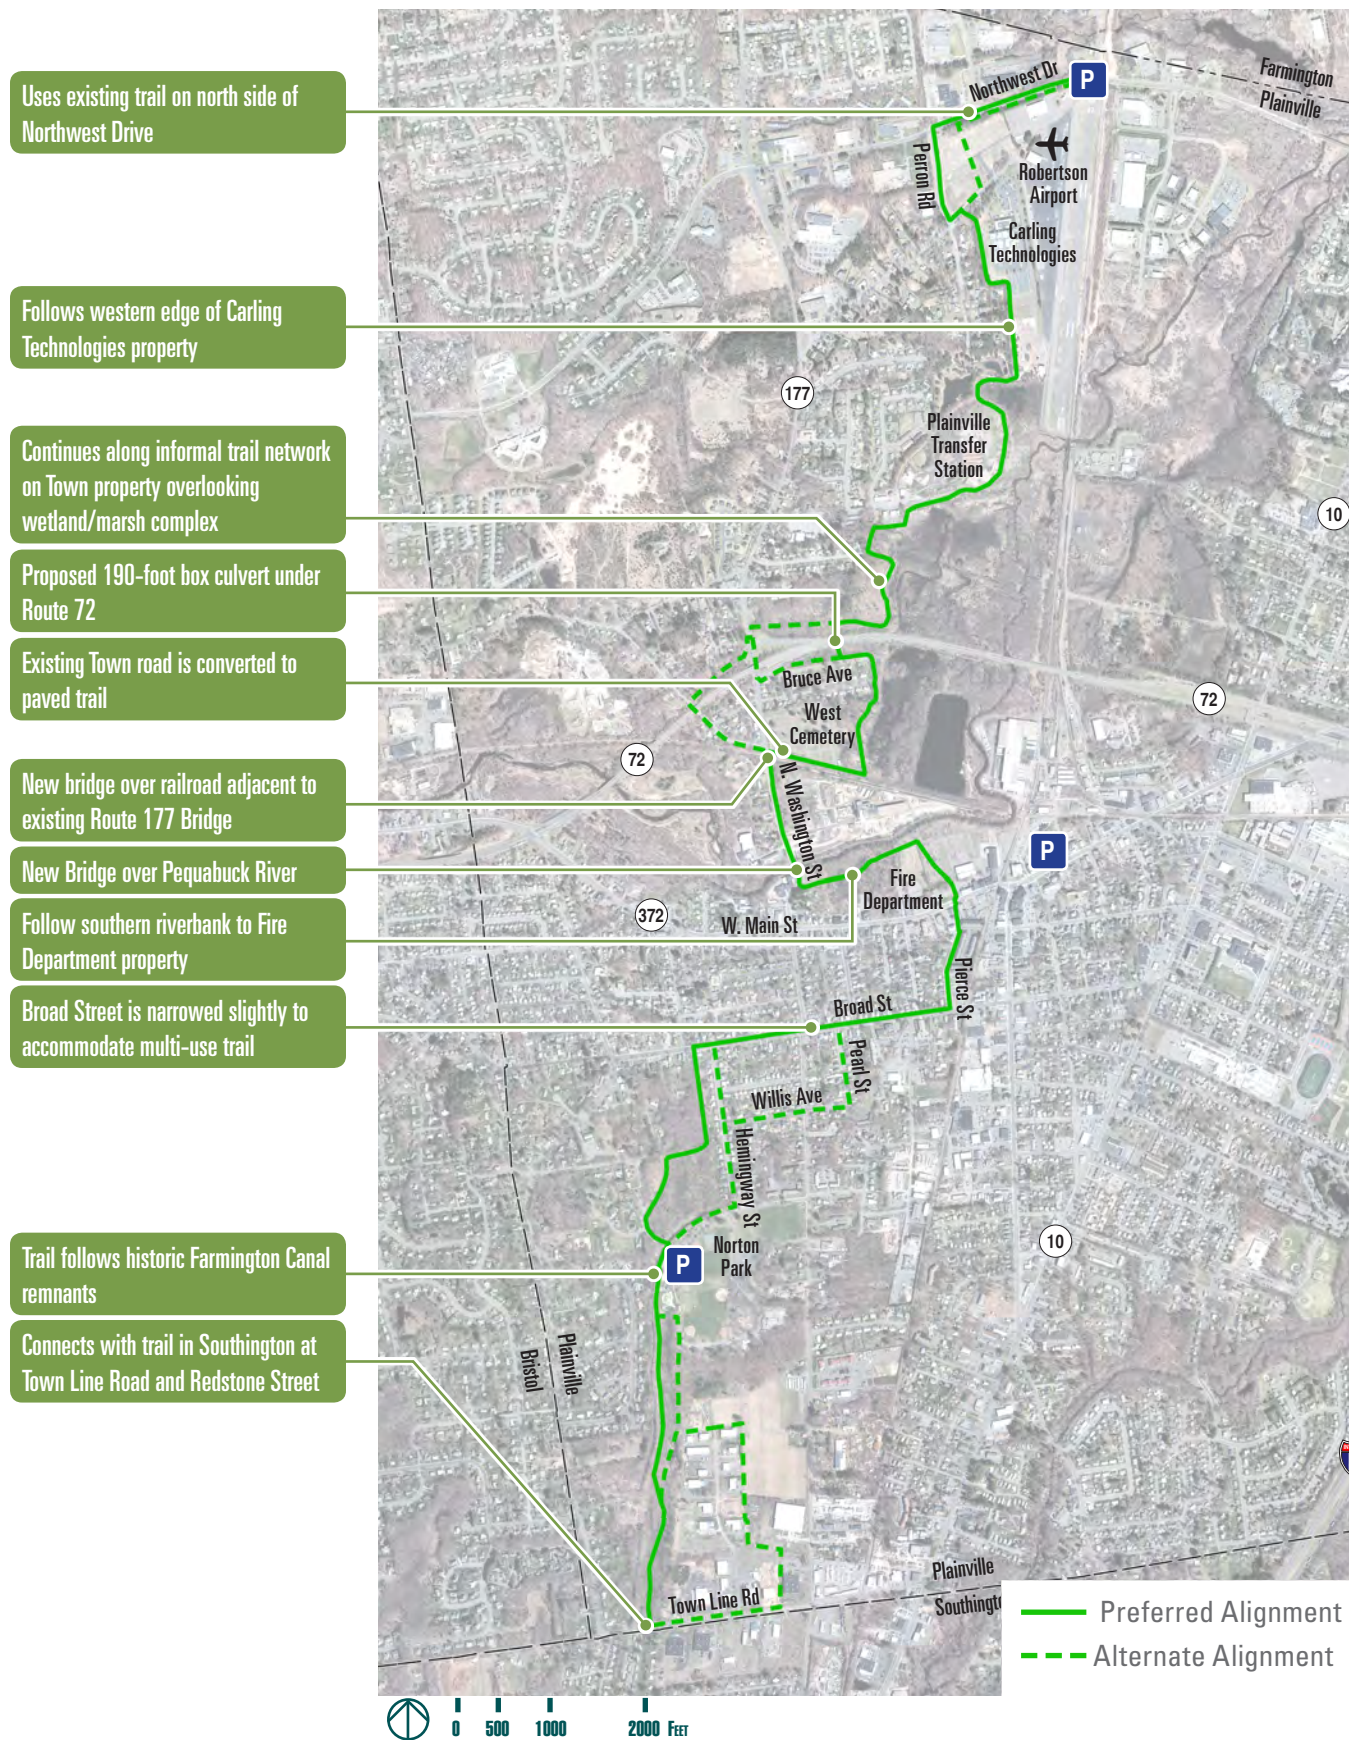 Uses existing trail on north side of
Northwest Drive
Follows western edge of Carling
Technologies property
Continues along informal trail network
on Town property overlooking
wetland/marsh complex
Proposed 190-foot box culvert under
Route 72
Existing Town road is converted to
paved trail
New bridge over railroad adjacent to
existing Route 177 Bridge
New Bridge over Pequabuck River
Follow southern riverbank to Fire
Department property
Broad Street is narrowed slightly to
accommodate multi-use trail
Trail follows historic Farmington Canal
remnants
Connects with trail in Southington at
Town Line Road and Redstone Street
Northwest Dr
P
Farmington
Plainville
Perron Rd
Robertson
Airport
Carling
Technologies
177
Plainville
Transfer
Station
10
Bruce Ave
West
Cemetery
72
72
N. Washington St
P
Fire
Department
372
W. Main St
Pierce St
Broad St
Pearl St
Willis Ave
Hemingway St
Norton
Park
P
10
Plainville
Bristol
Town Line Rd
Plainville
Southingto
Preferred Alignment
Alternate Alignment
0 500 1000 2000 FEET